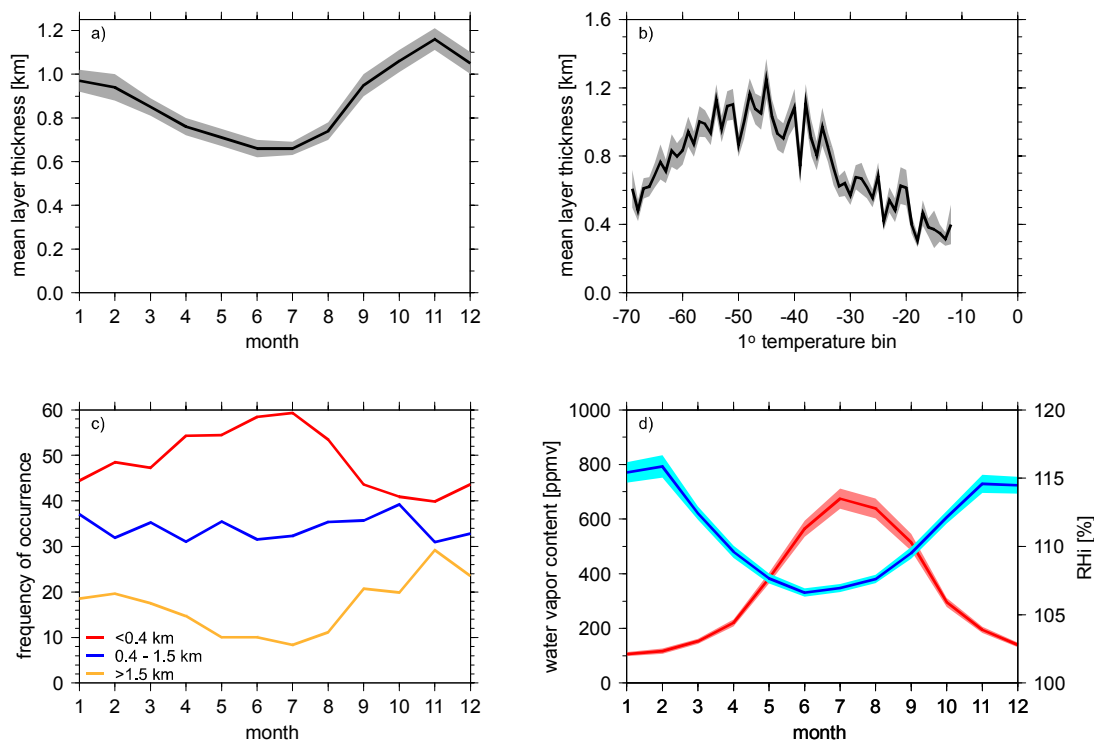 a)
mean layer thickness [km]
1.2
1.0
0.8
0.6
0.4
0.2
0.0
1 2 3 4 5 6 7 8 9 10 11 12
month
b)
mean layer thickness [km]
1.6
1.2
0.8
0.4
0.0
-70 -60 -50 -40 -30 -20 -10 0
1º temperature bin
c)
frequency of occurrence
60
50
40
30
20
10
0
<0.4 km
0.4 - 1.5 km
>1.5 km
1 2 3 4 5 6 7 8 9 10 11 12
month
d)
water vapor content [ppmv]
1000
800
600
400
200
0
120
115
110
105
100
RHi [%]
1 2 3 4 5 6 7 8 9 10 11 12
month